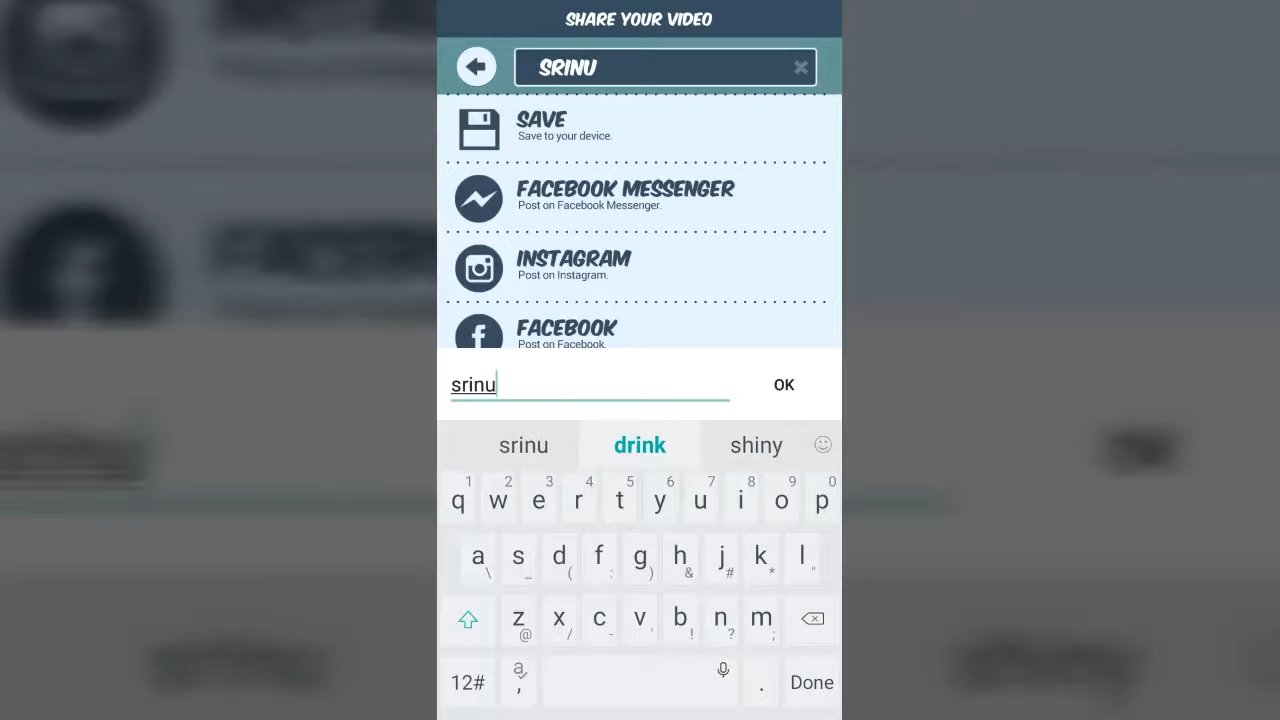 SHARE YOUR VIDEO
SRINU
SAVE
Save to your device.
FACEBOOK MESSENGER
Post on Facebook Messenger.
INSTAGRAM
Post on Instagram.
FACEBOOK
Post on Facebook.
srinu OK
srinu drink shiny
1 2 3 4 5 6 7 8 9 0
q w e r t y u i o p
a s d f g h j k l
\ _ ( : ) & # * "
z x c v b n m
@ / - ' ! ? ;
12# , . Done